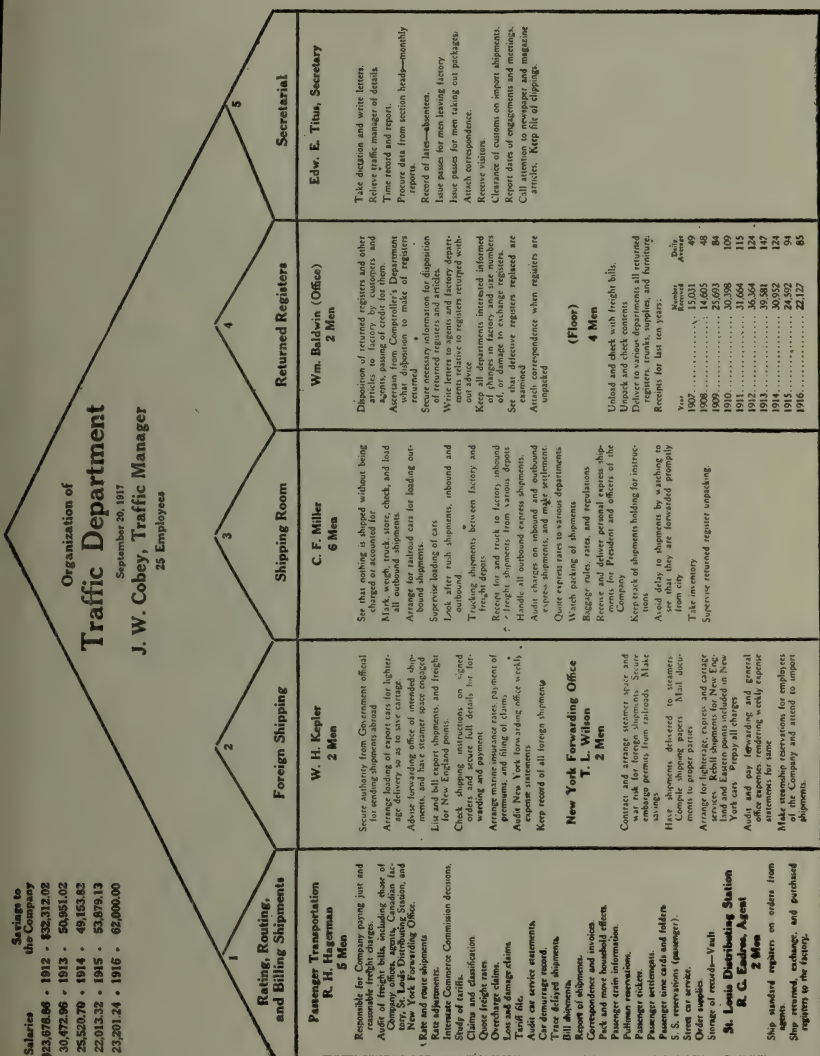 Savings to
Salaries the Company
$23,678.86 - 1912 - $32,312.02
30,472.96 - 1913 - 50,951.02
25,520.70 - 1914 - 49,153.82
22,013.32 - 1915 - 53,879.13
23,201.24 - 1916 - 62,000.00
Organization of
Traffic Department
September 20, 1917
J. W. Cobey, Traffic Manager
25 Employees
1
Rating, Routing,
and Billing Shipments
Passenger Transportation
R. H. Hagerman
5 Men
Responsible for Company paying just and
reasonable freight charges.
Audit of freight bills, including those of
Company offices, agents, Canadian fac-
tory, St. Louis Distributing Station, and
New York Forwarding Office.
Rate and route shipments
Rate adjustments.
Interstate Commerce Commission decisions.
Study of tariffs.
Claims and classification
Quote freight rates
Overcharge claims.
Loss and damage claims.
Tariff file.
Audit car service statements.
Car demurrage record.
Trace delayed shipments.
Bill shipments.
Report of shipments.
Correspondence and invoices.
Pack and move household effects.
Passenger train information.
Pullman reservations.
Passenger tickets.
Passenger settlements.
Passenger time cards and folders.
S. S. reservations (passenger).
Street car service.
Order supplies.
Storage of records—Vault
St. Louis Distributing Station
R. G. Eadres, Agent
2 Men
Ship standard registers on orders from
agents.
Ship returned, exchange, and purchased
registers to the factory.
2
Foreign Shipping
W. H. Kepler
2 Men
Secure authority from Government official
for sending shipments abroad
Arrange loading of export cars for lighter-
age delivery so as to save cartage.
Advise forwarding office of intended ship-
ments, and have steamer space engaged
List and bill export shipments, and freight
for New England points.
Check shipping instructions on signed
orders and secure full details for for-
warding and payment
Arrange marine insurance rates, payment of
premiums, and filing of claims
Audit New York forwarding office weekly
expense statements
Keep record of all foreign shipments
New York Forwarding Office
T. L. Wilson
2 Men
Contract and arrange steamer space and
war risk for foreign shipments Secure
embargo permits from railroads Make
savings
Have shipments delivered to steamers
Compile shipping papers Mail docu-
ments to proper parties
Arrange for lighterage, express and cartage
services Rebill shipments for New Eng-
land and Eastern points included in New
York cars Prepay all charges
Audit and pay forwarding and general
office expenses rendering weekly expense
statements for same
Make steamship reservations for employees
of the Company and attend to import
shipments.
3
Shipping Room
C. F. Miller
6 Men
See that nothing is shipped without being
charged or accounted for
Mark, weigh, truck, store, check, and load
all outbound shipments.
Arrange for railroad cars for loading out-
bound shipments.
Supervise loading of cars
Look after rush shipments, inbound and
outbound.
Trucking shipments between factory and
freight depots
Receipt for and truck to factory inbound
freight shipments from various depots
Handle all outbound express shipments.
Audit charges on inbound and outbound
express shipments, and make settlement
Quote express rates to various departments
Watch packing of shipments
Baggage rules, rates, and regulations
Receive and deliver personal express ship-
ments for President and officers of the
Company
Keep track of shipments holding for instruc-
tions
Avoid delay to shipments by watching to
see that they are forwarded promptly
from city
Take inventory
Supervise returned register unpacking.
4
Returned Registers
Wm. Baldwin (Office)
2 Men
Disposition of returned registers and other
articles to factory by customers and
agents, passing of credit for them.
Ascertain from Comptroller's Department
what disposition to make of registers
returned
Secure necessary information for disposition
of returned registers and articles.
Write letters to agents and factory depart-
ments relative to registers returned with-
out advice
Keep all departments interested informed
of changes in factory and size numbers
of, or damage to exchange registers.
See that defective registers replaced are
examined
Attach correspondence when registers are
unpacked
(Floor)
4 Men
Unload and check with freight bills.
Unpack and check contents
Deliver to various departments all returned
registers, trunks, supplies, and furniture.
Receipts for last ten years:
Number Daily
Year Received Average
1907 15,031 49
1908 14,605 48
1909 25,693 84
1910 30,398 109
1911 31,664 115
1912 36,364 124
1913 39,581 147
1914 30,952 124
1915 24,592 94
1916 22,127 85
5
Secretarial
Edw. E. Titus, Secretary
Take dictation and write letters.
Relieve traffic manager of details.
Time record and report.
Procure data from section heads—monthly
reports.
Record of lates—absentees.
Issue passes for men leaving factory
Issue passes for men taking out packages.
Attach correspondence.
Receive visitors.
Clearance of customs on import shipments.
Report dates of engagements and meetings.
Call attention to newspaper and magazine
articles. Keep file of clippings.